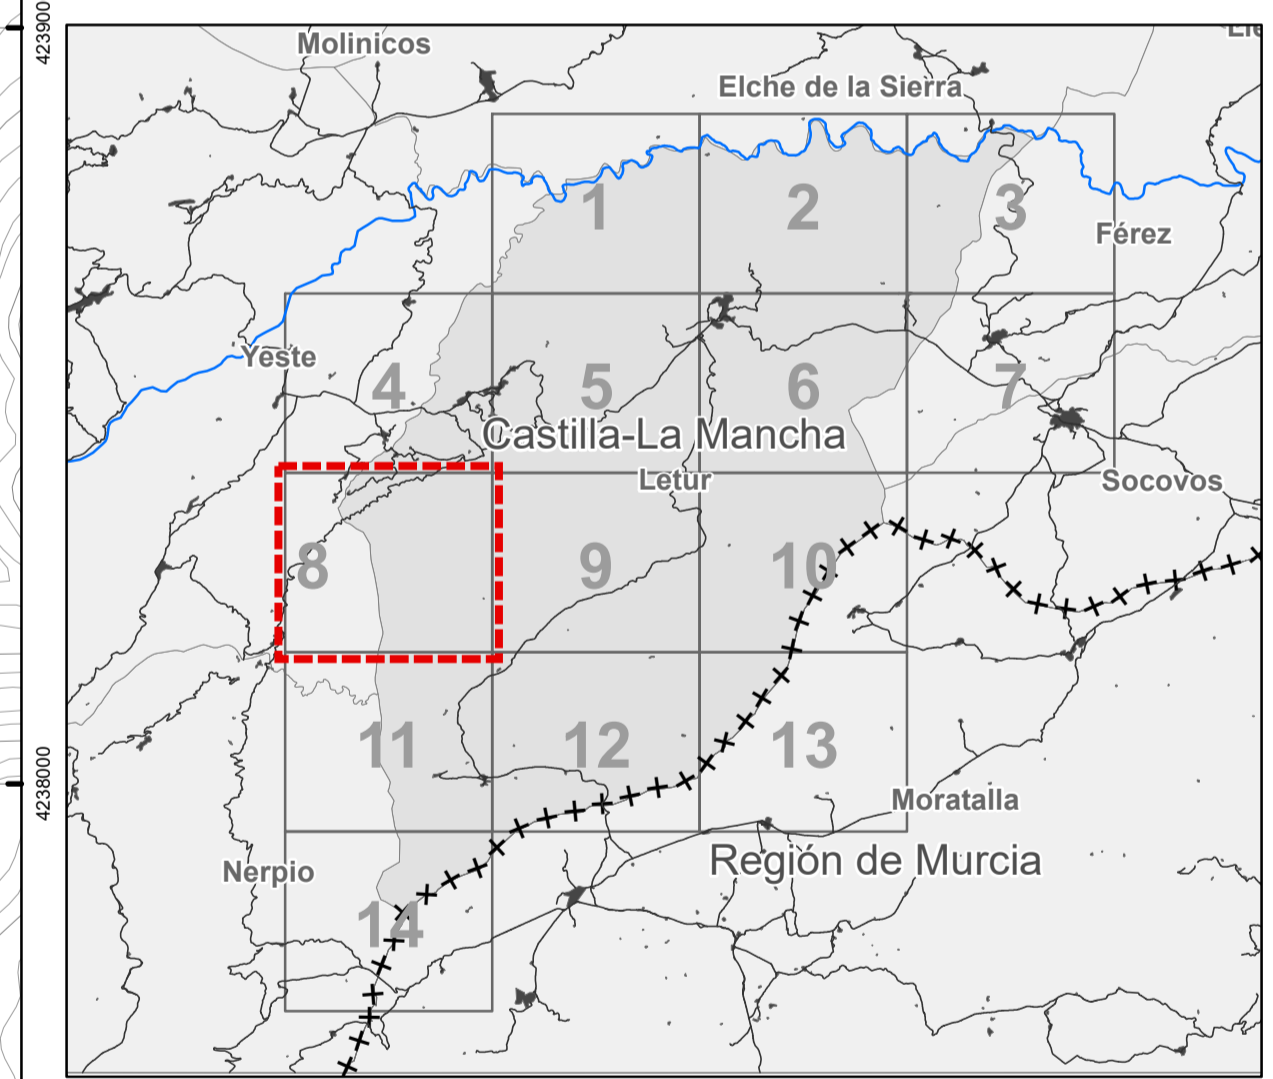 423900
Molinicos
Elche de la Sierra
1
2
3
Férez
Yeste
4
5
6
7
Castilla-La Mancha
Letur
Socovos
8
9
10
11
12
13
4238000
Moratalla
Región de Murcia
Nerpio
14